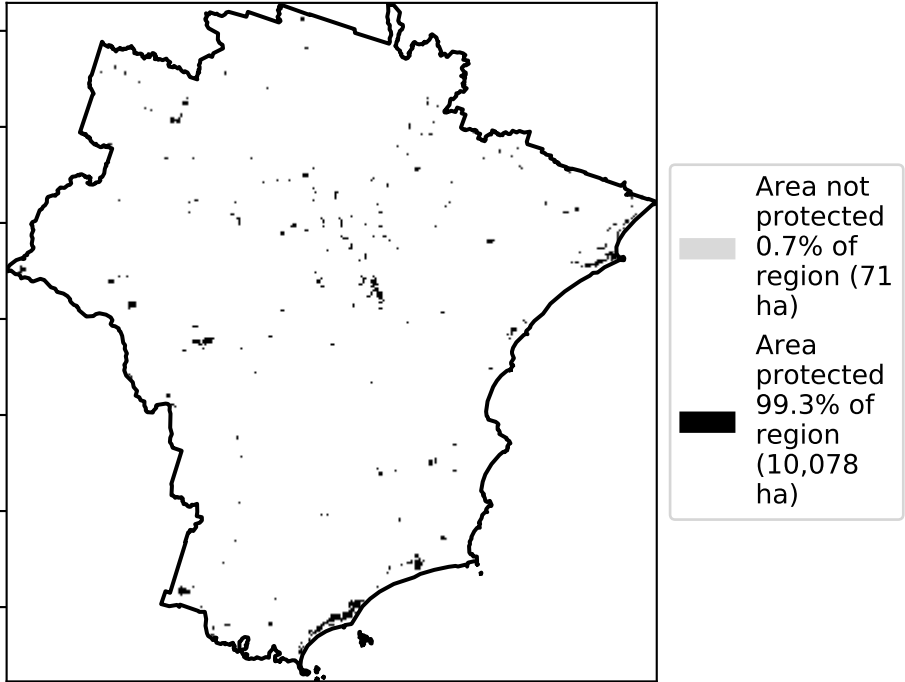 Area not
protected
0.7% of
region (71
ha)
Area
protected
99.3% of
region
(10,078
ha)